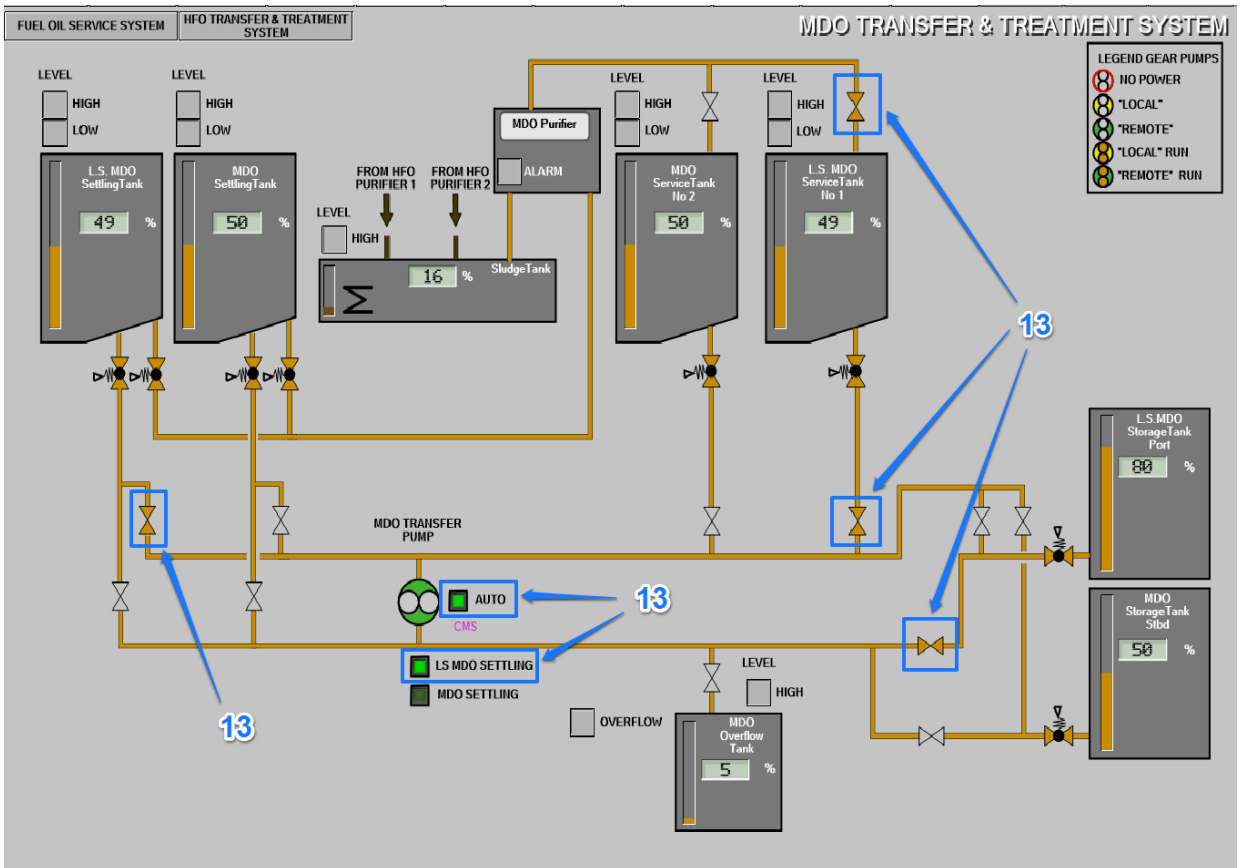 FUEL OIL SERVICE SYSTEM
HFO TRANSFER & TREATMENT
SYSTEM
MDO TRANSFER & TREATMENT SYSTEM
LEGEND GEAR PUMPS
NO POWER
"LOCAL"
"REMOTE"
"LOCAL" RUN
"REMOTE" RUN
LEVEL
HIGH
LOW
LEVEL
HIGH
LOW
LEVEL
HIGH
LOW
LEVEL
HIGH
LOW
MDO Purifier
ALARM
L.S. MDO
SettlingTank
49 %
MDO
SettlingTank
50 %
FROM HFO
PURIFIER 1
FROM HFO
PURIFIER 2
LEVEL
HIGH
SludgeTank
16 %
Σ
MDO
ServiceTank
No 2
50 %
L.S. MDO
ServiceTank
No 1
49 %
13
L.S.MDO
StorageTank
Port
80 %
MDO TRANSFER
PUMP
AUTO
CMS
13
LS MDO SETTLING
MDO SETTLING
13
MDO
StorageTank
Stbd
50 %
LEVEL
HIGH
OVERFLOW
MDO
Overflow
Tank
5 %